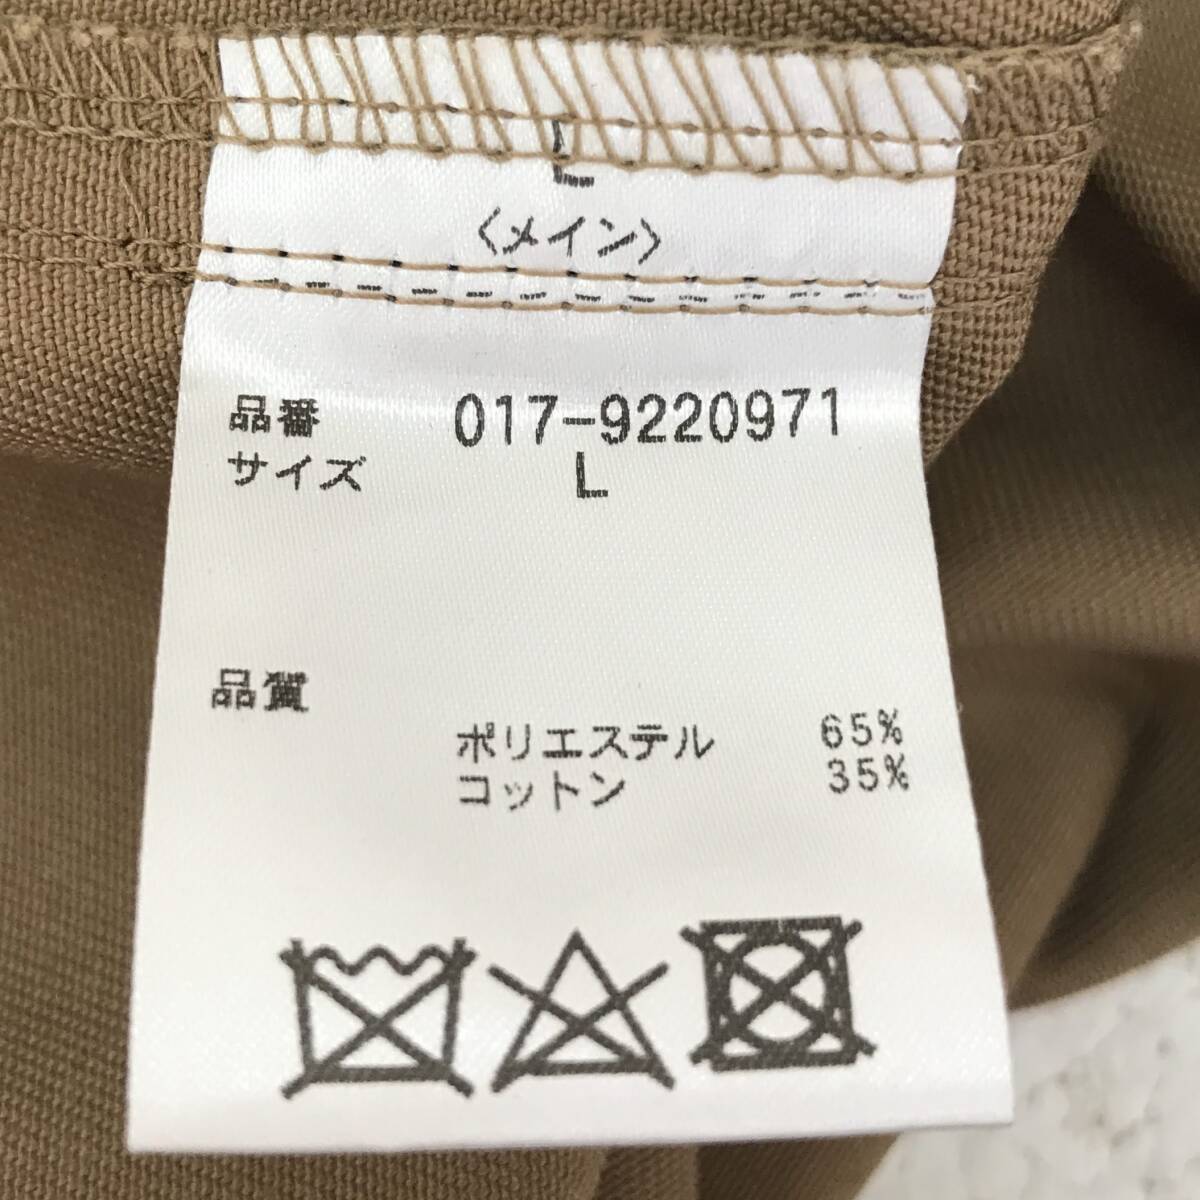 L
〈メイン〉
品番 017-9220971
サイズ L
品質
ポリエステル 65%
コットン 35%